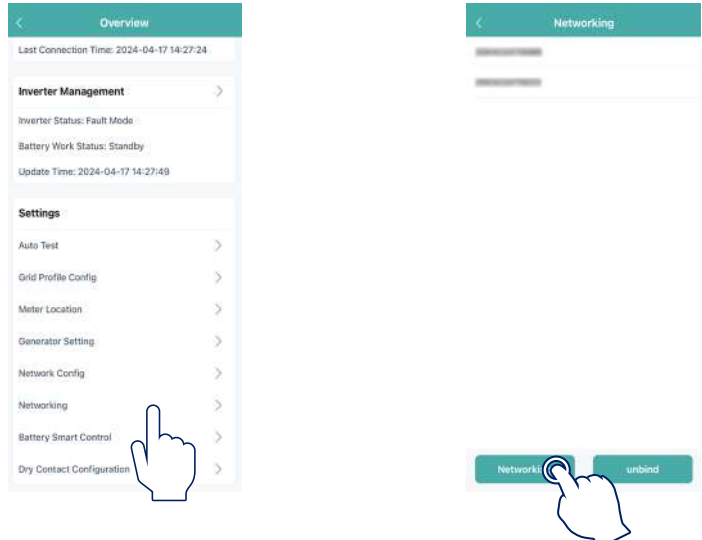 Overview
Last Connection Time: 2024-04-17 14:27:24
Inverter Management
Inverter Status: Fault Mode
Battery Work Status: Standby
Update Time: 2024-04-17 14:27:49
Settings
Auto Test
Grid Profile Config
Meter Location
Generator Setting
Network Config
Networking
Battery Smart Control
Dry Contact Configuration
Networking
unbind